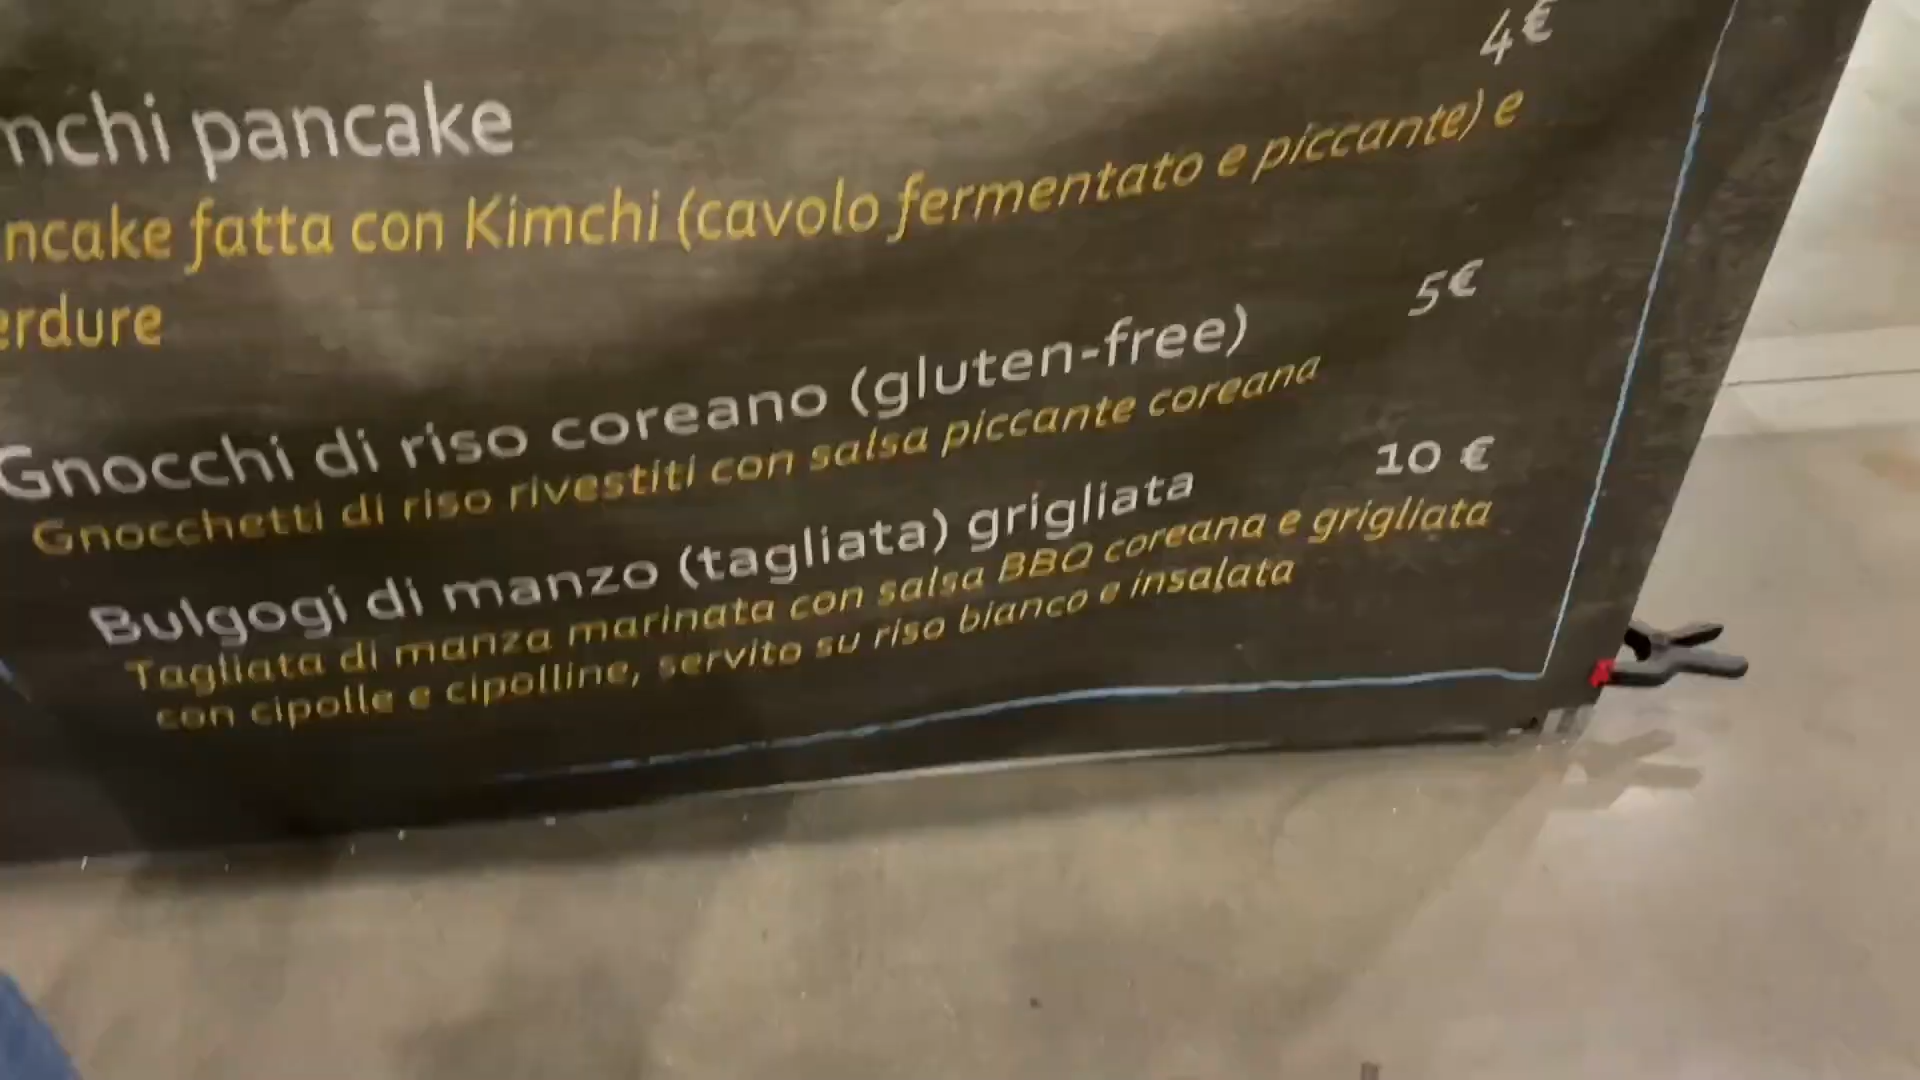 4€
mchi pancake
ncake fatta con Kimchi (cavolo fermentato e piccante) e
erdure
5€
Gnocchi di riso coreano (gluten-free)
Gnocchetti di riso rivestiti con salsa piccante coreana
10 €
Bulgogi di manzo (tagliata) grigliata
Tagliata di manza marinata con salsa BBQ coreana e grigliata
con cipolle e cipolline, servito su riso bianco e insalata